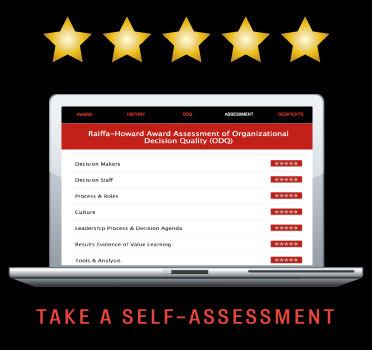 AWARD HISTORY ODQ ASSESSMENT RECIPIENTS
Raiffa-Howard Award Assessment of Organizational
Decision Quality (ODQ)
Decision Makers
Decision Staff
Process & Roles
Culture
Leadership Process & Decision Agenda
Results Evidence of Value Learning
Tools & Analysis
TAKE A SELF-ASSESSMENT